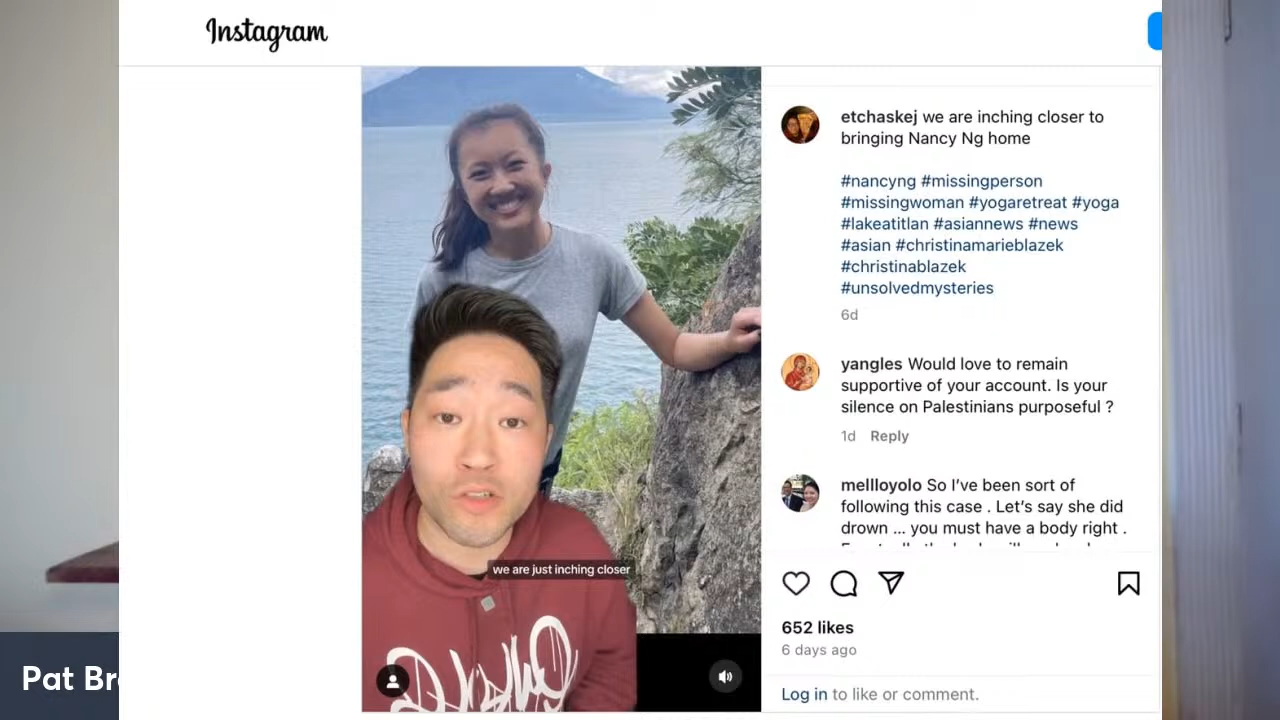 Instagram
etchaskej we are inching closer to
bringing Nancy Ng home
#nancyng #missingperson
#missingwoman #yogaretreat #yoga
#lakeatitlan #asiannews #news
#asian #christinamarieblazek
#christinablazek
#unsolvedmysteries
6d
yangles Would love to remain
supportive of your account. Is your
silence on Palestinians purposeful ?
1d Reply
mellloyolo So I've been sort of
following this case . Let's say she did
drown ... you must have a body right .
we are just inching closer
652 likes
6 days ago
Log in to like or comment.
Pat Bro